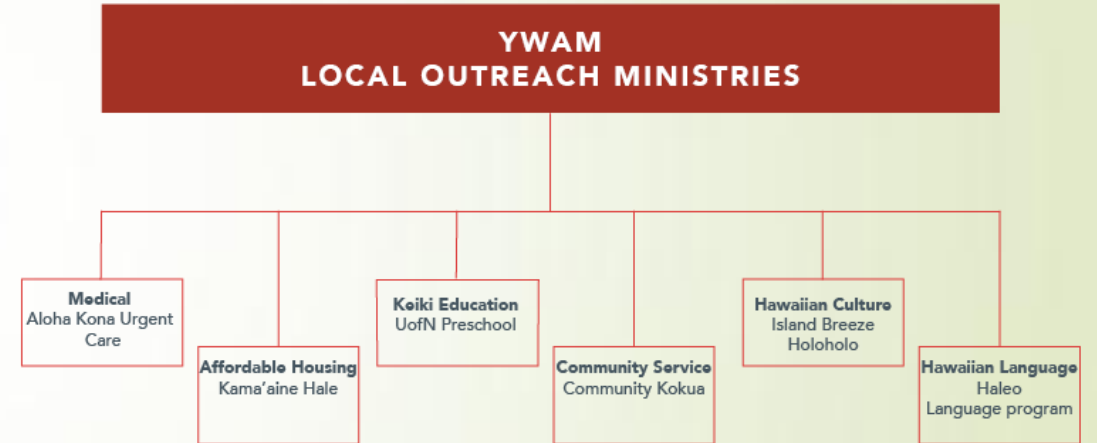 YWAM
LOCAL OUTREACH MINISTRIES
Medical
Aloha Kona Urgent
Care
Affordable Housing
Kama'aine Hale
Keiki Education
UofN Preschool
Community Service
Community Kokua
Hawaiian Culture
Island Breeze
Holoholo
Hawaiian Language
Haleo
Language program